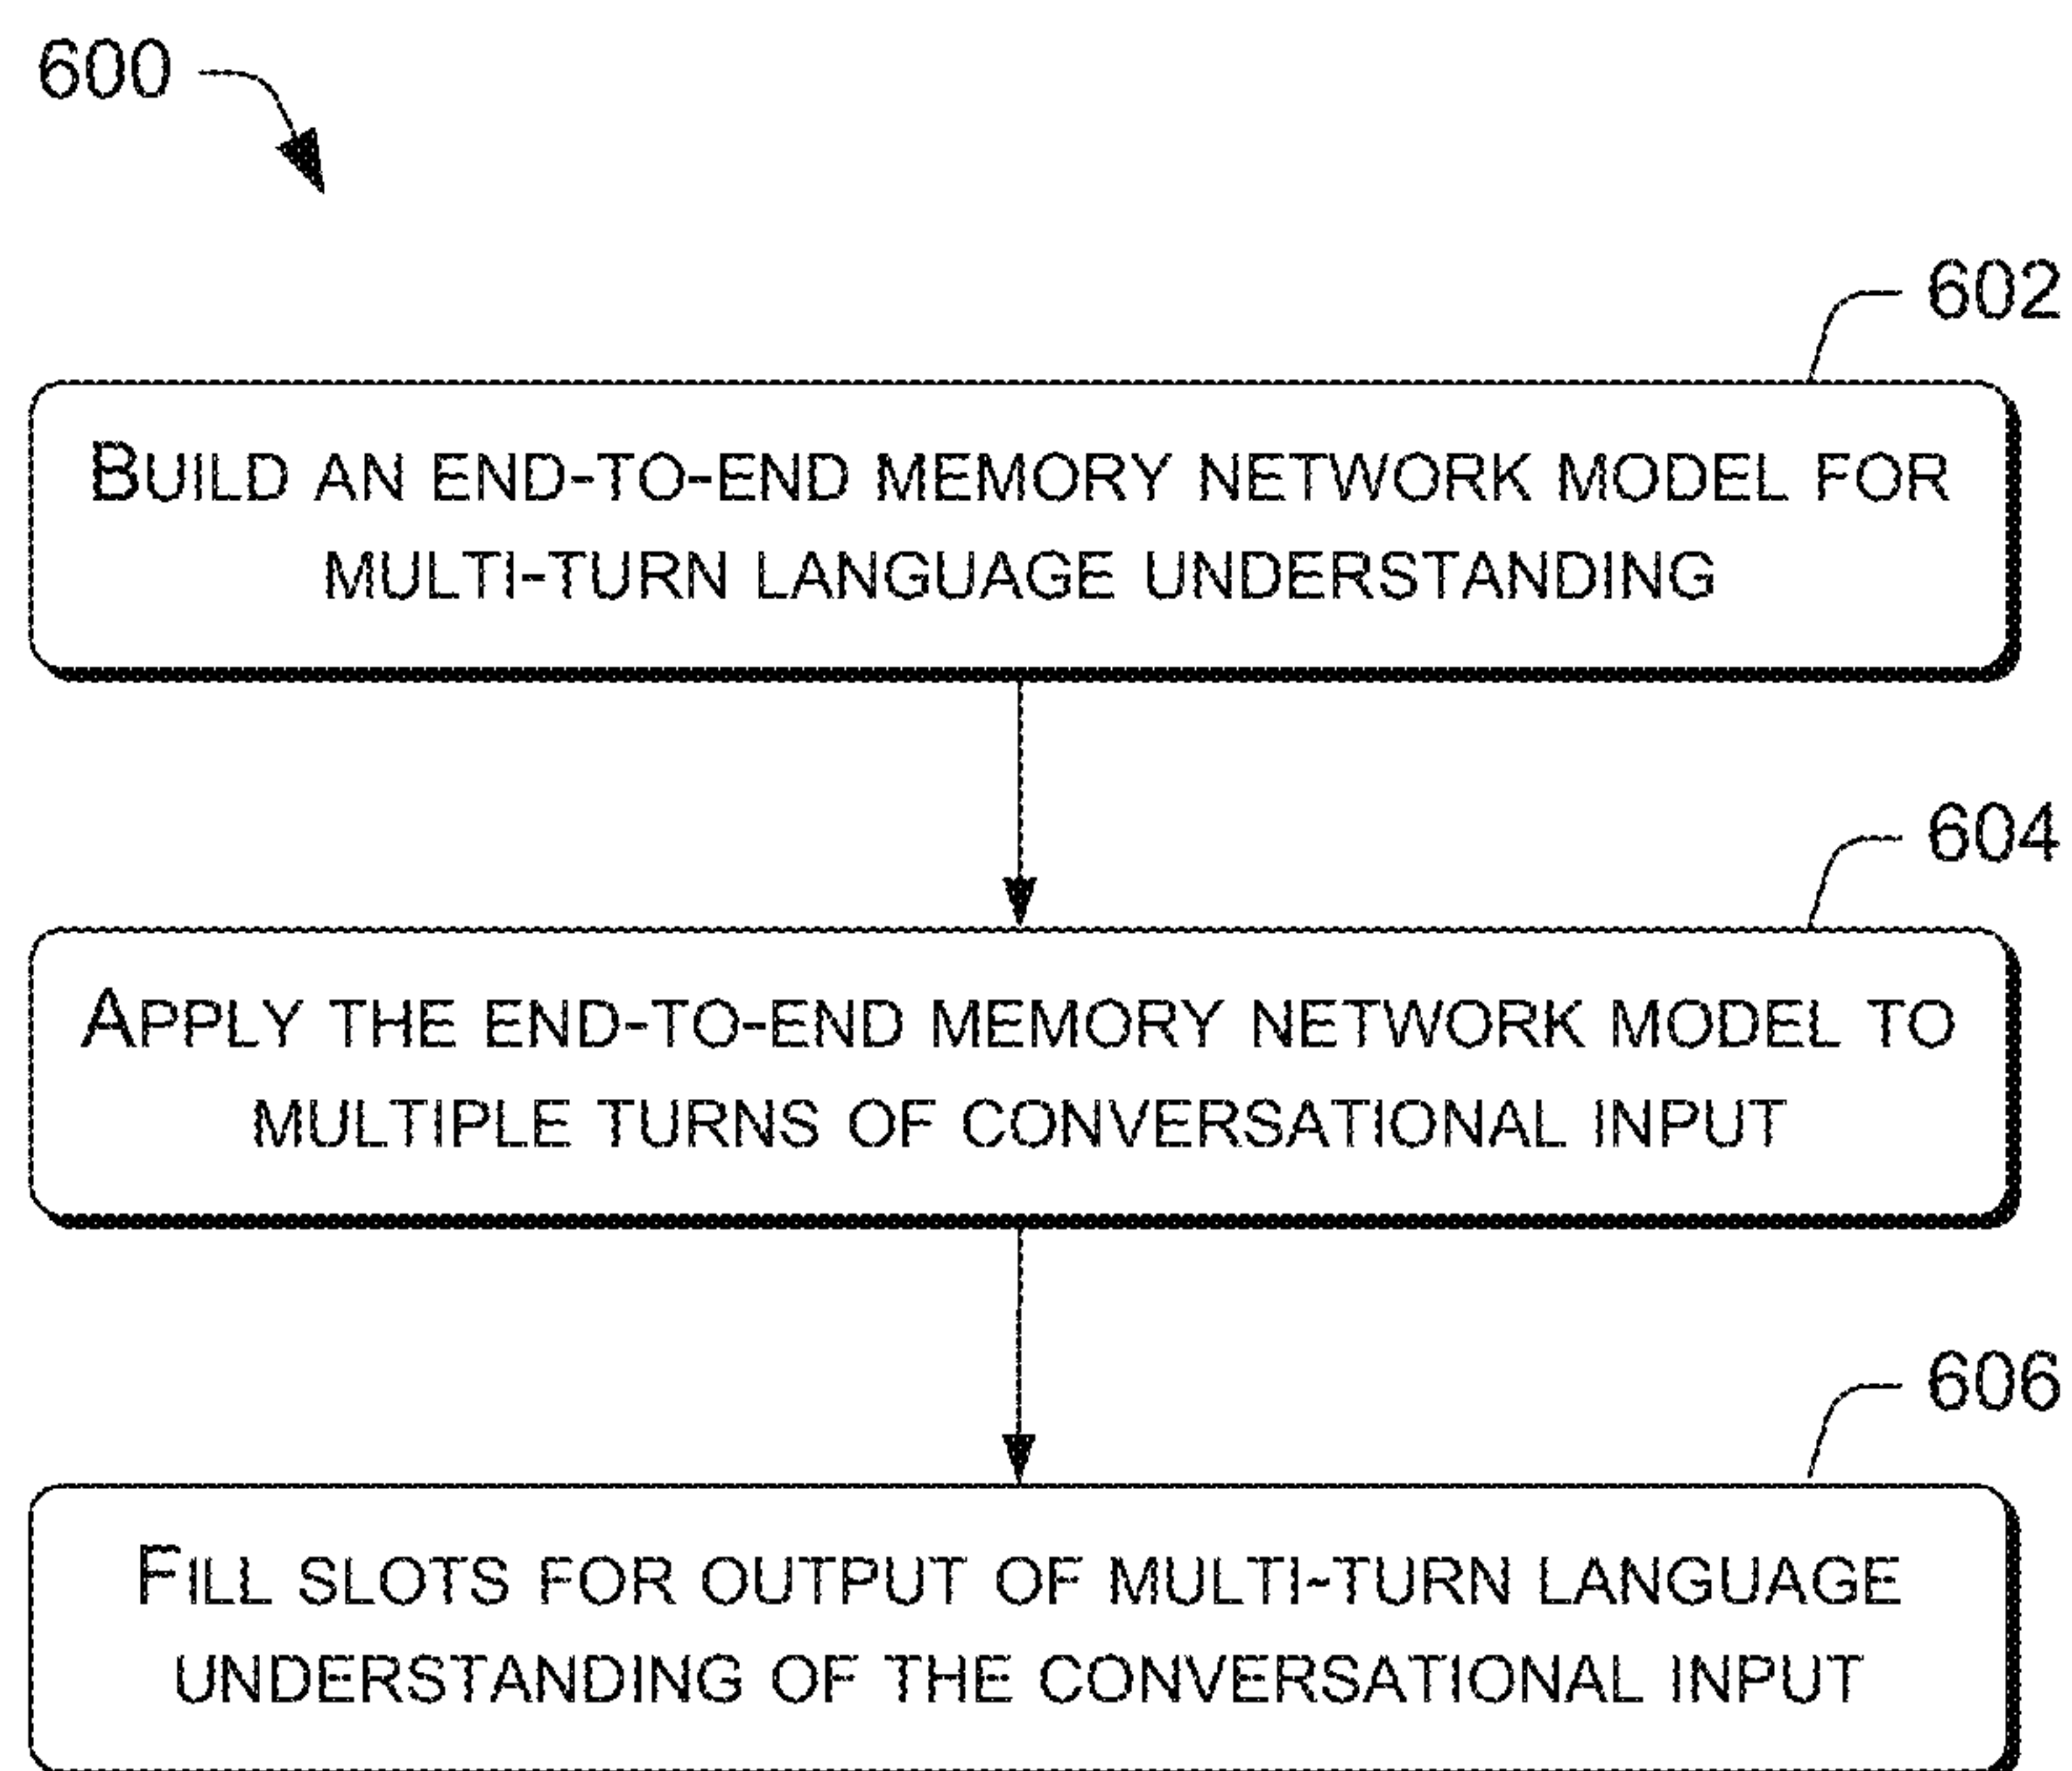 600
602
BUILD AN END-TO-END MEMORY NETWORK MODEL FOR
MULTI-TURN LANGUAGE UNDERSTANDING
604
APPLY THE END-TO-END MEMORY NETWORK MODEL TO
MULTIPLE TURNS OF CONVERSATIONAL INPUT
606
FILL SLOTS FOR OUTPUT OF MULTI-TURN LANGUAGE
UNDERSTANDING OF THE CONVERSATIONAL INPUT